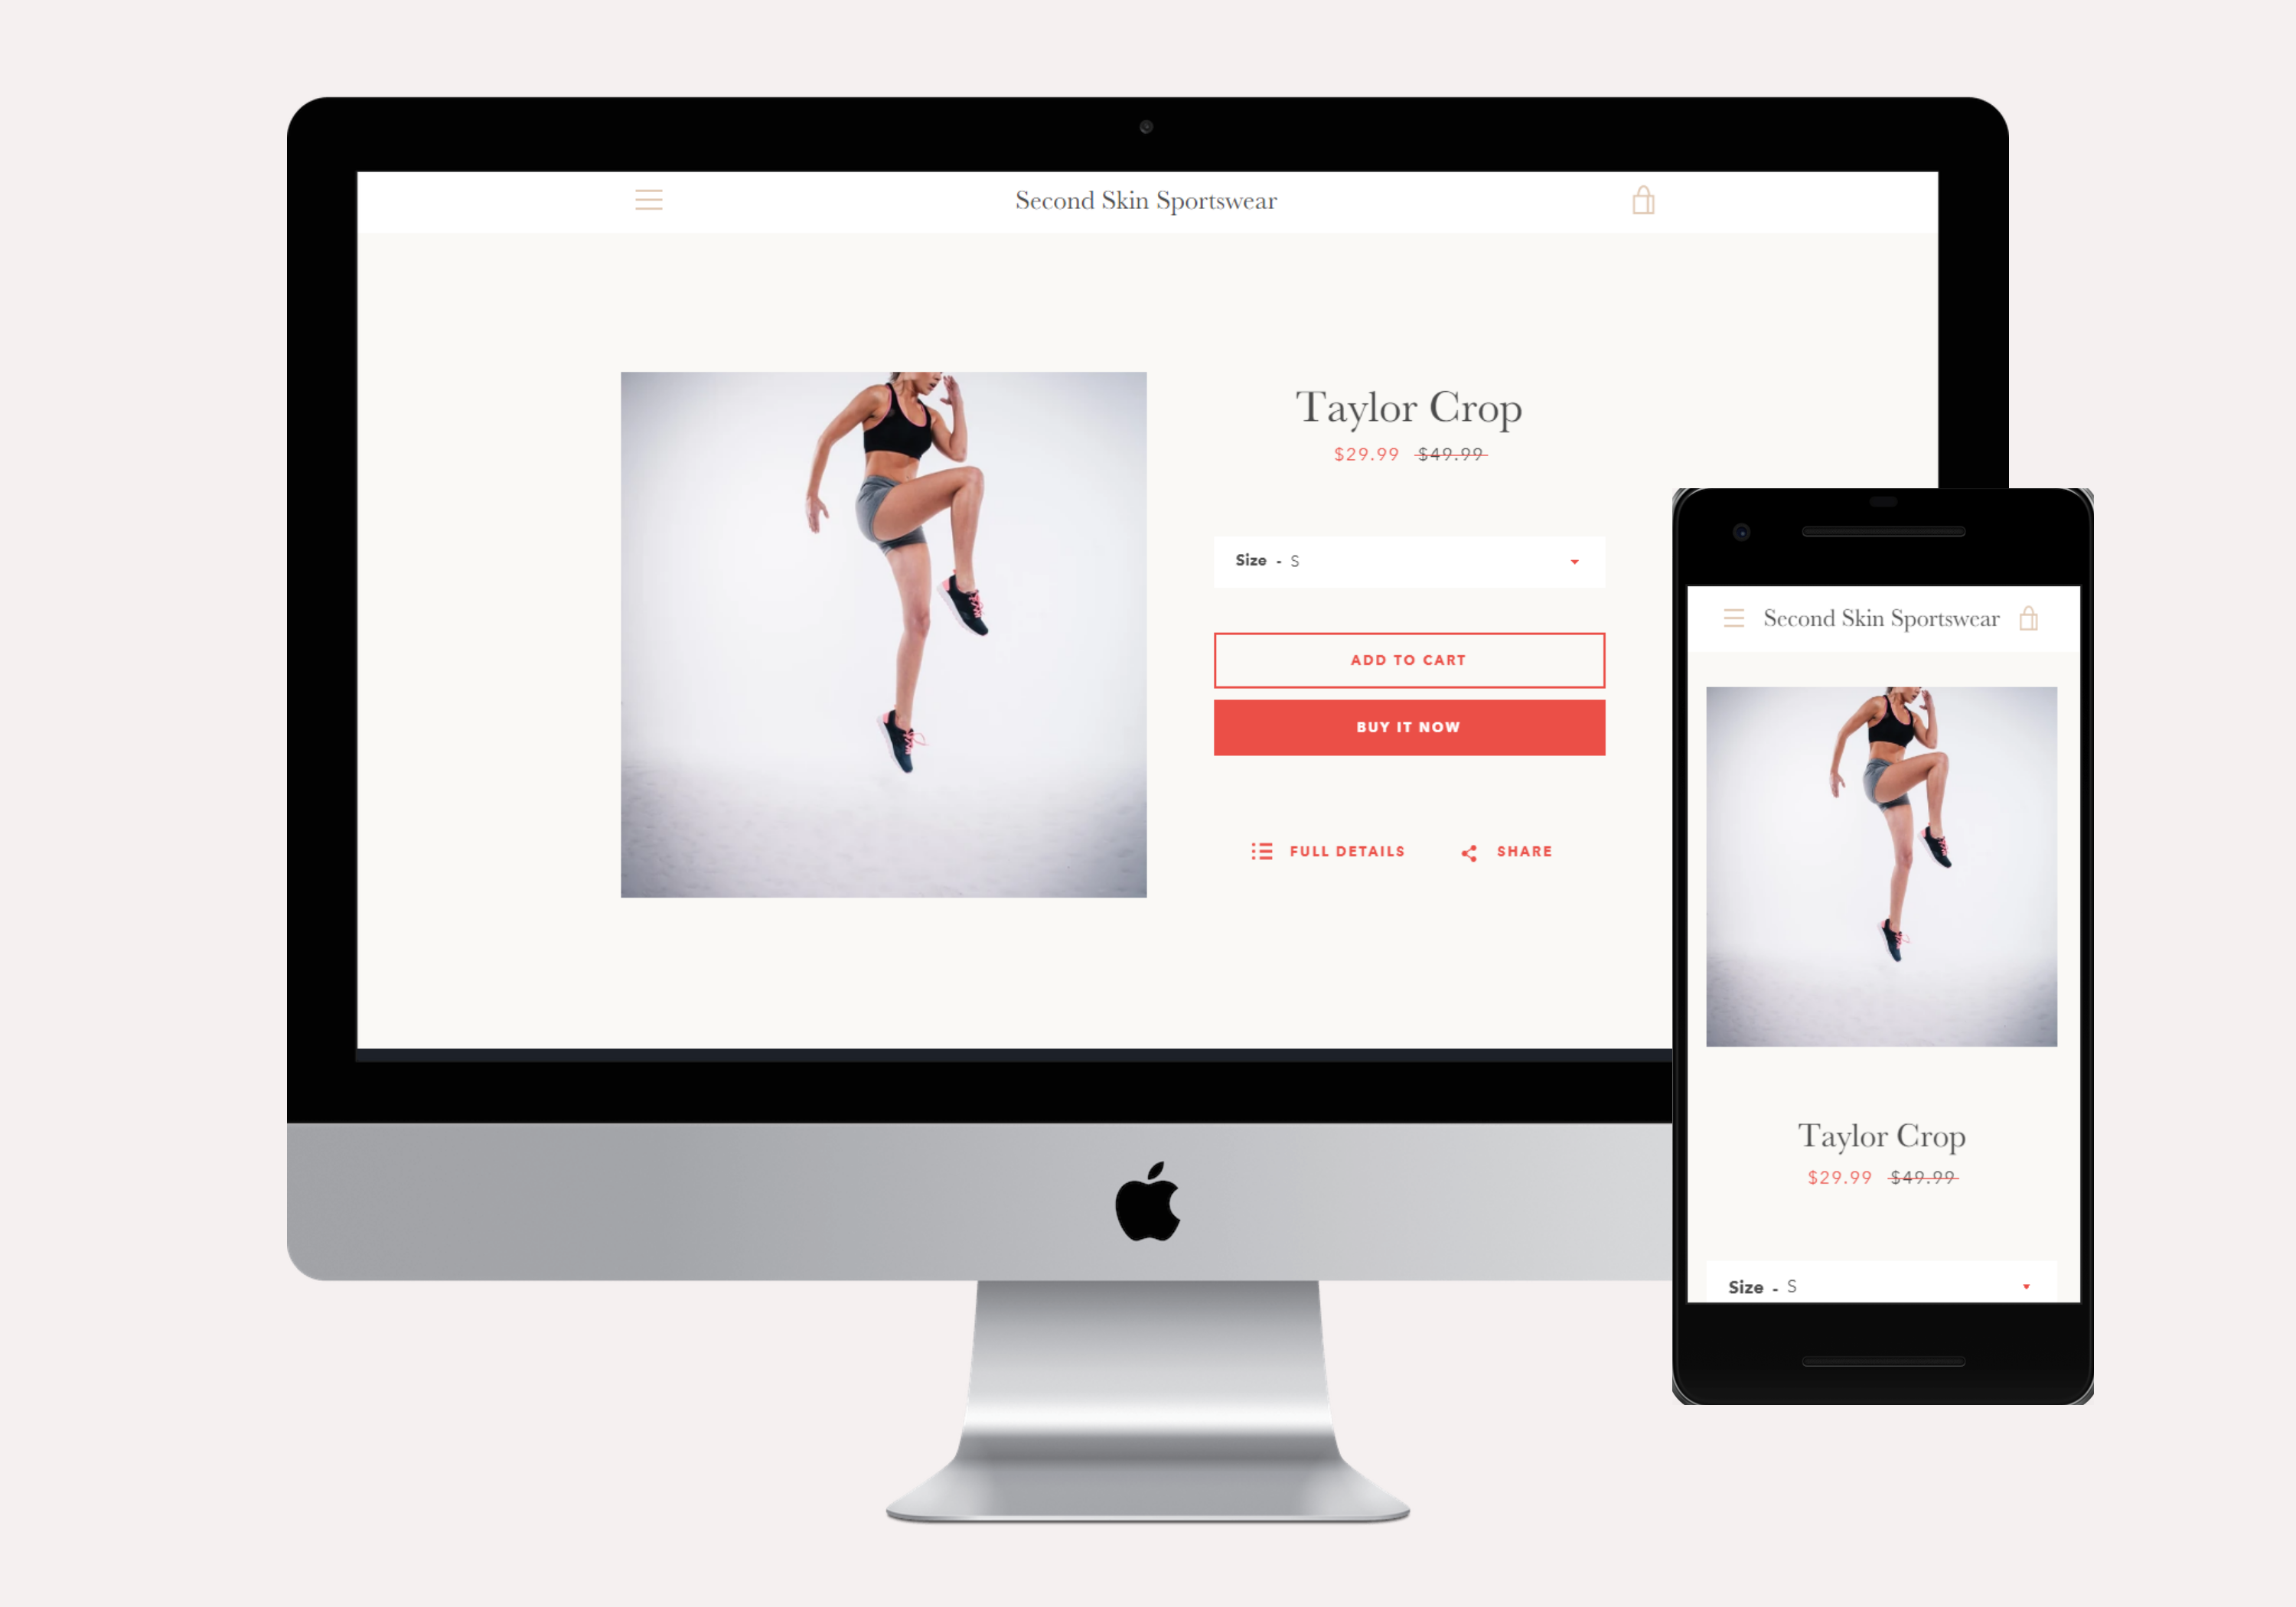 Second Skin Sportswear
Taylor Crop
$29.99 $49.99
Size - S
ADD TO CART
BUY IT NOW
FULL DETAILS SHARE
Second Skin Sportswear
Taylor Crop
$29.99 $49.99
Size - S